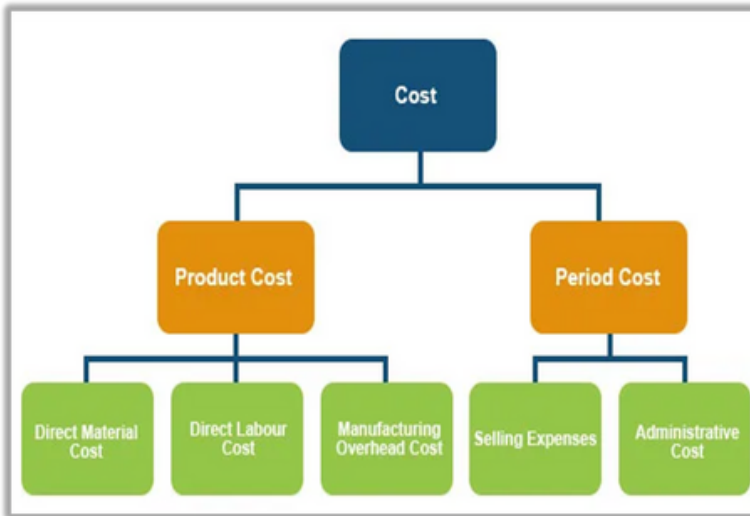 Cost
Product Cost
Period Cost
Direct Material
Cost
Direct Labour
Cost
Manufacturing
Overhead Cost
Selling Expenses
Administrative
Cost